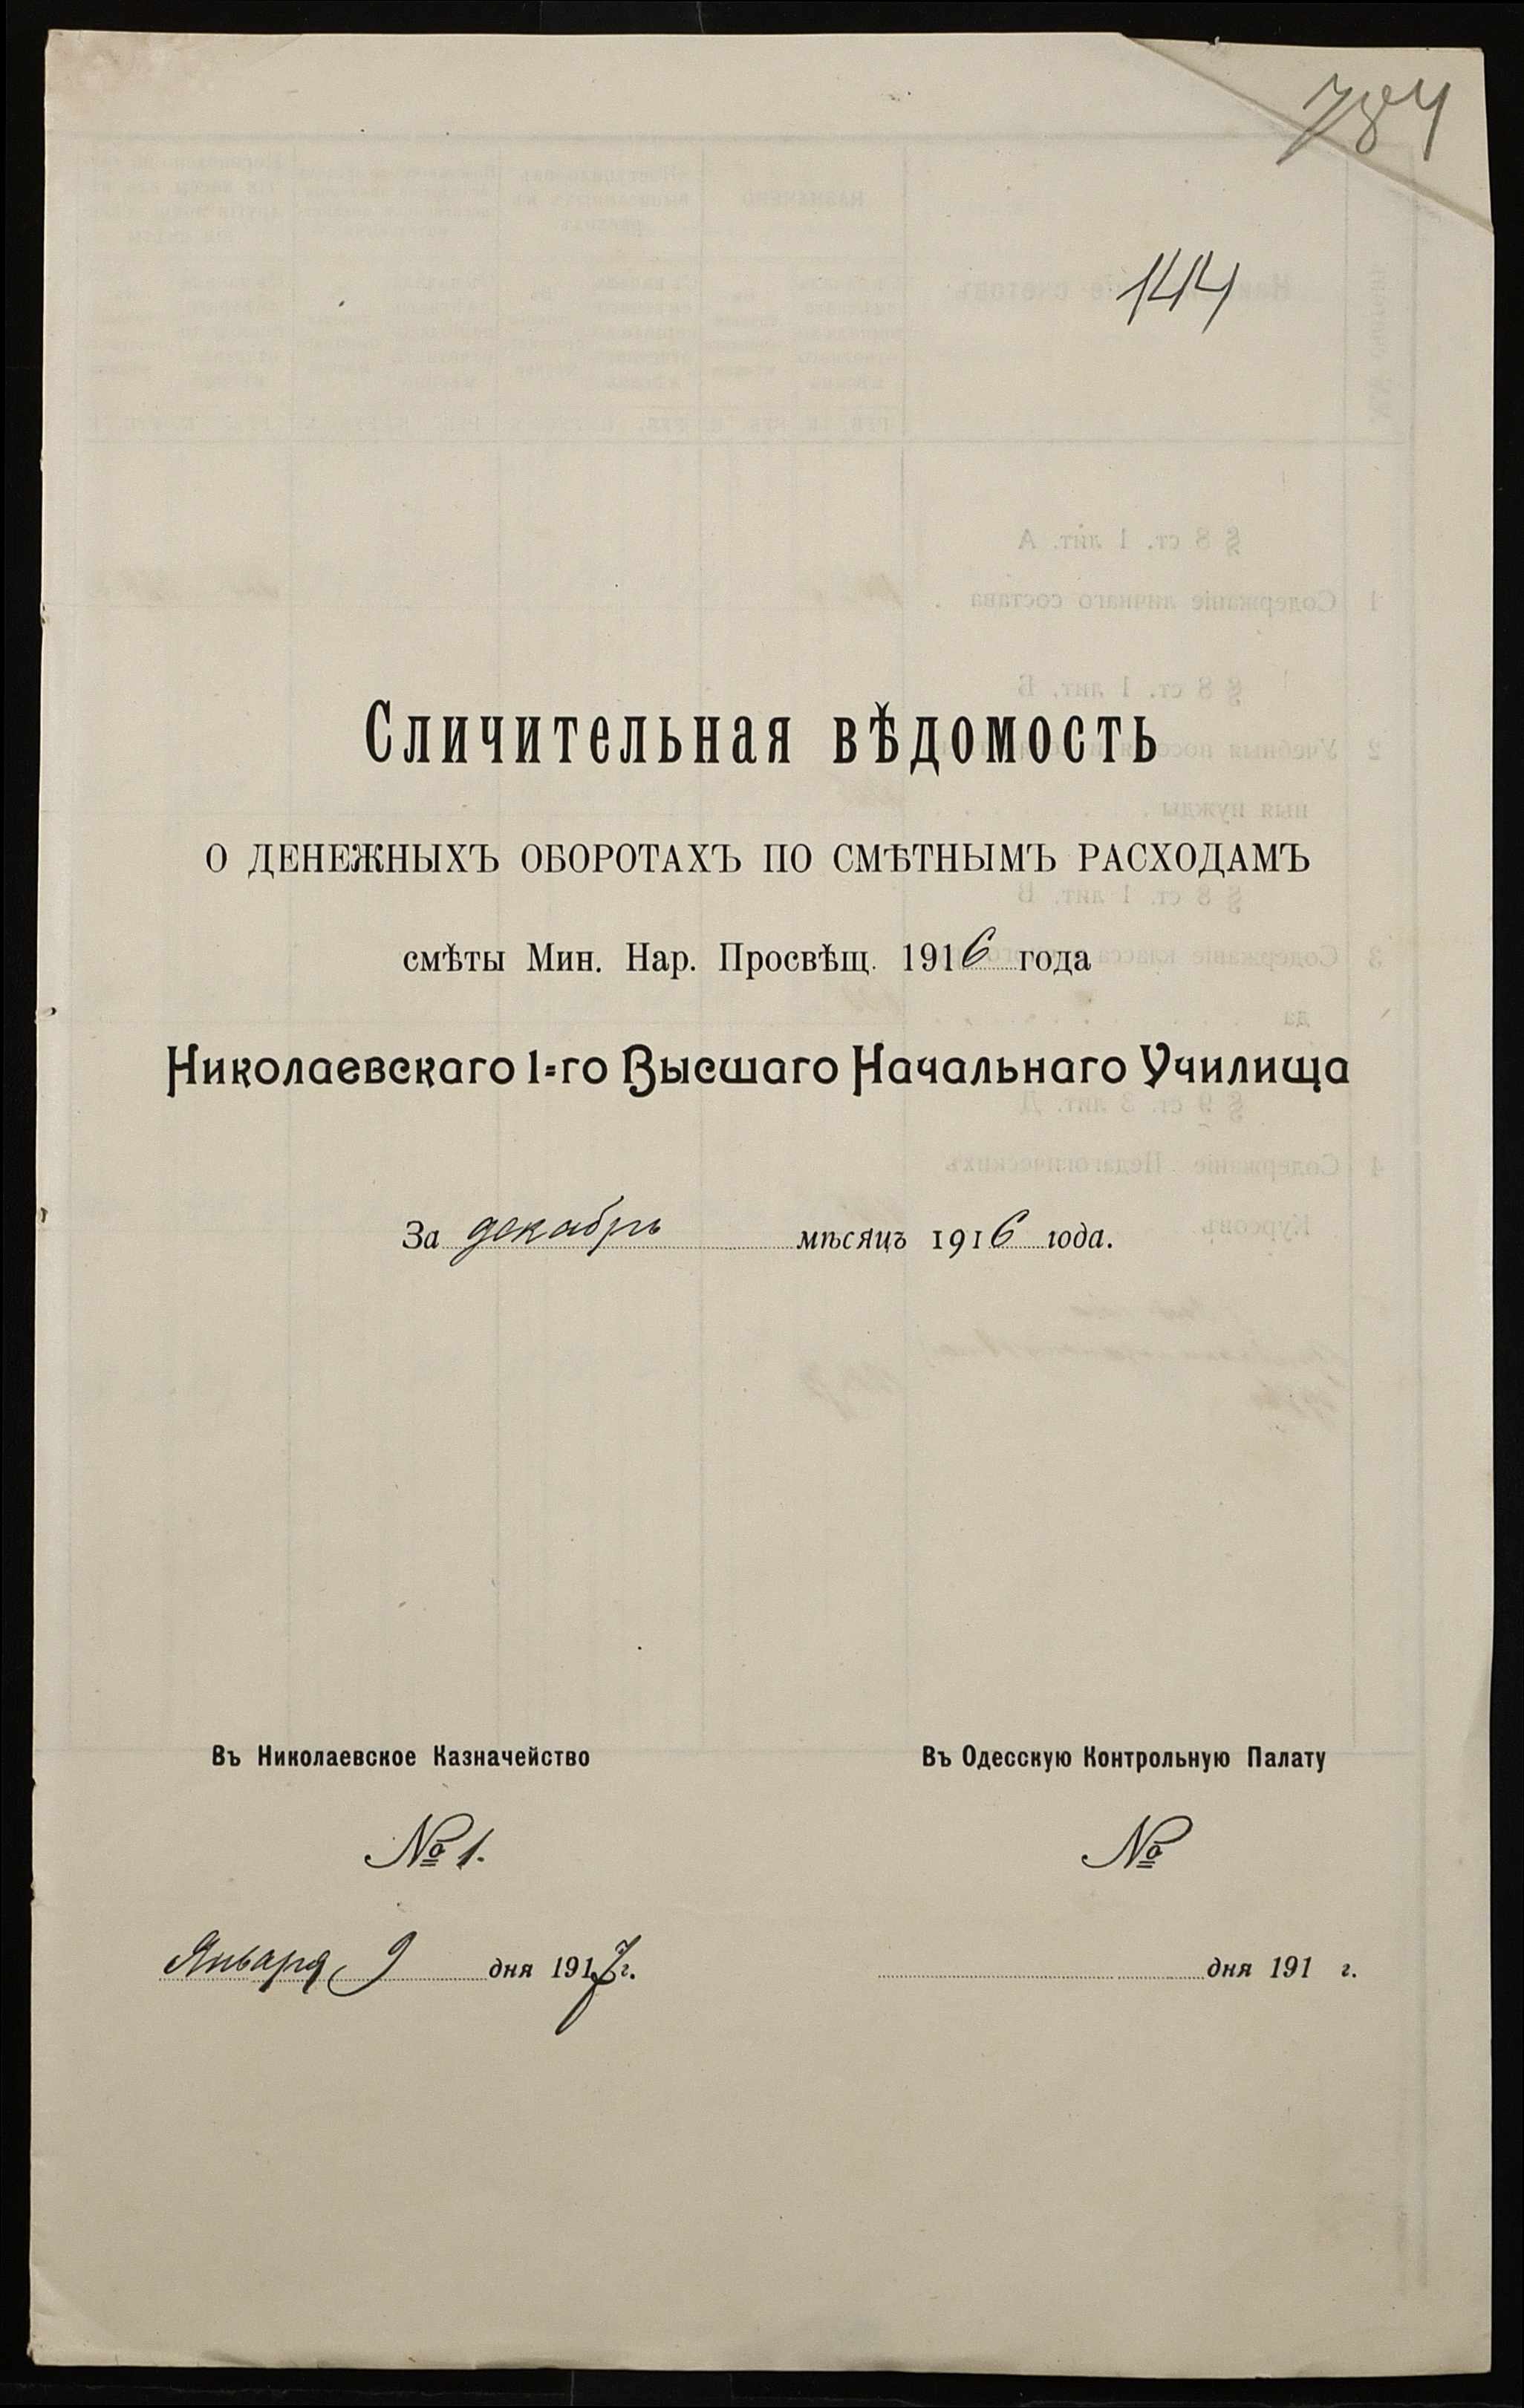 784
144
Сличительная вѣдомость
О ДЕНЕЖНЫХЪ ОБОРОТАХЪ ПО СМѢТНЫМЪ РАСХОДАМЪ
смѣты Мин. Нар. Просвѣщ. 1916 года
Николаевскаго 1-го Высшаго Начальнаго Училища
За декабрь мѣсяцъ 1916 года.
Въ Николаевское Казначейство
№ 1.
Января 9 дня 1917 г.
Въ Одесскую Контрольную Палату
№
дня 191 г.